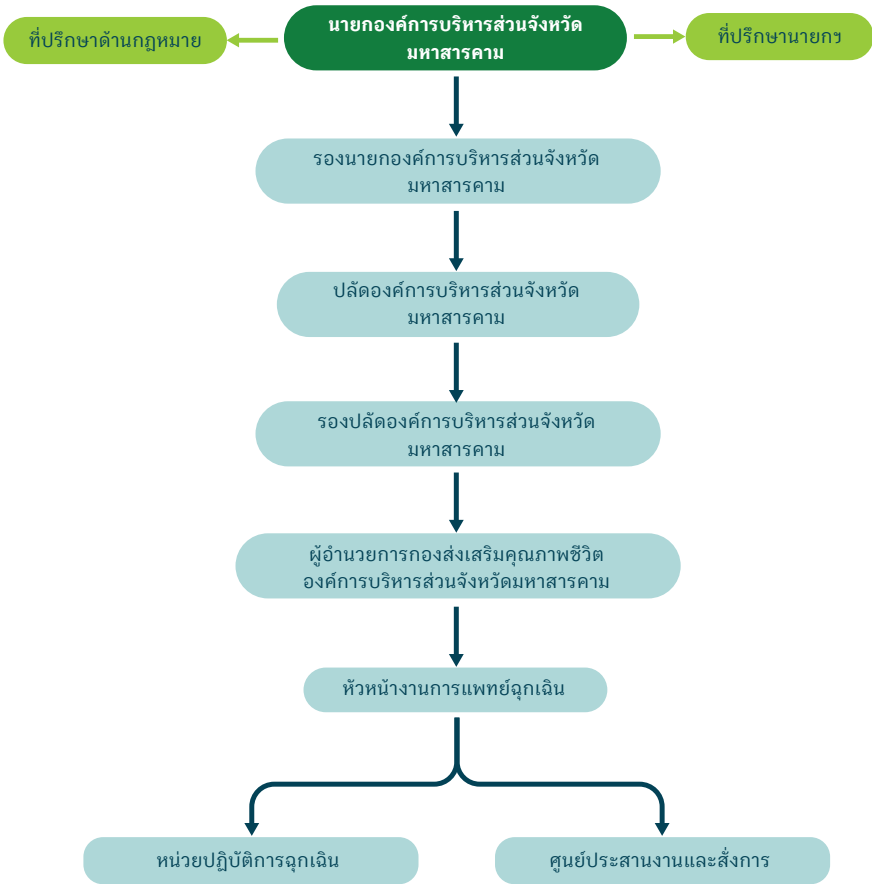 นายกองค์การบริหารส่วนจังหวัด
มหาสารคาม
ที่ปรึกษาด้านกฎหมาย
ที่ปรึกษานายกฯ
รองนายกองค์การบริหารส่วนจังหวัด
มหาสารคาม
ปลัดองค์การบริหารส่วนจังหวัด
มหาสารคาม
รองปลัดองค์การบริหารส่วนจังหวัด
มหาสารคาม
ผู้อำนวยการกองส่งเสริมคุณภาพชีวิต
องค์การบริหารส่วนจังหวัดมหาสารคาม
หัวหน้างานการแพทย์ฉุกเฉิน
หน่วยปฏิบัติการฉุกเฉิน
ศูนย์ประสานงานและสั่งการ